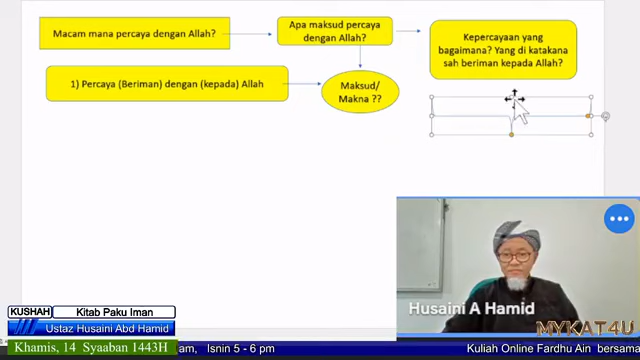 Macam mana percaya dengan Allah?
Apa maksud percaya
dengan Allah?
Kepercayaan yang
bagaimana? Yang di katakana
sah beriman kepada Allah?
1) Percaya (Beriman) dengan (kepada) Allah
Maksud/
Makna ??
Husaini A Hamid
MYKAT4U
KUSHAH
Kitab Paku Iman
Ustaz Husaini Abd Hamid
Khamis, 14 Syaaban 1443H
am, Isnin 5 - 6 pm
Kuliah Online Fardhu Ain bersama